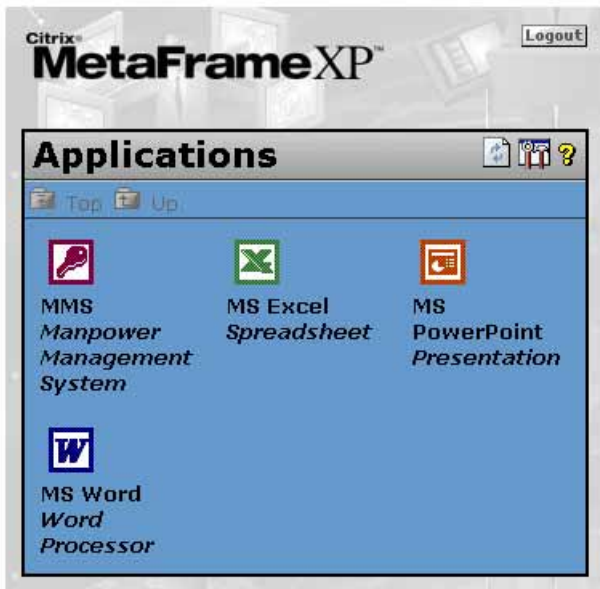 Citrix®
MetaFrameXP™
Logout
Applications
?
Top Up
MMS
Manpower
Management
System
MS Excel
Spreadsheet
MS
PowerPoint
Presentation
W
MS Word
Word
Processor